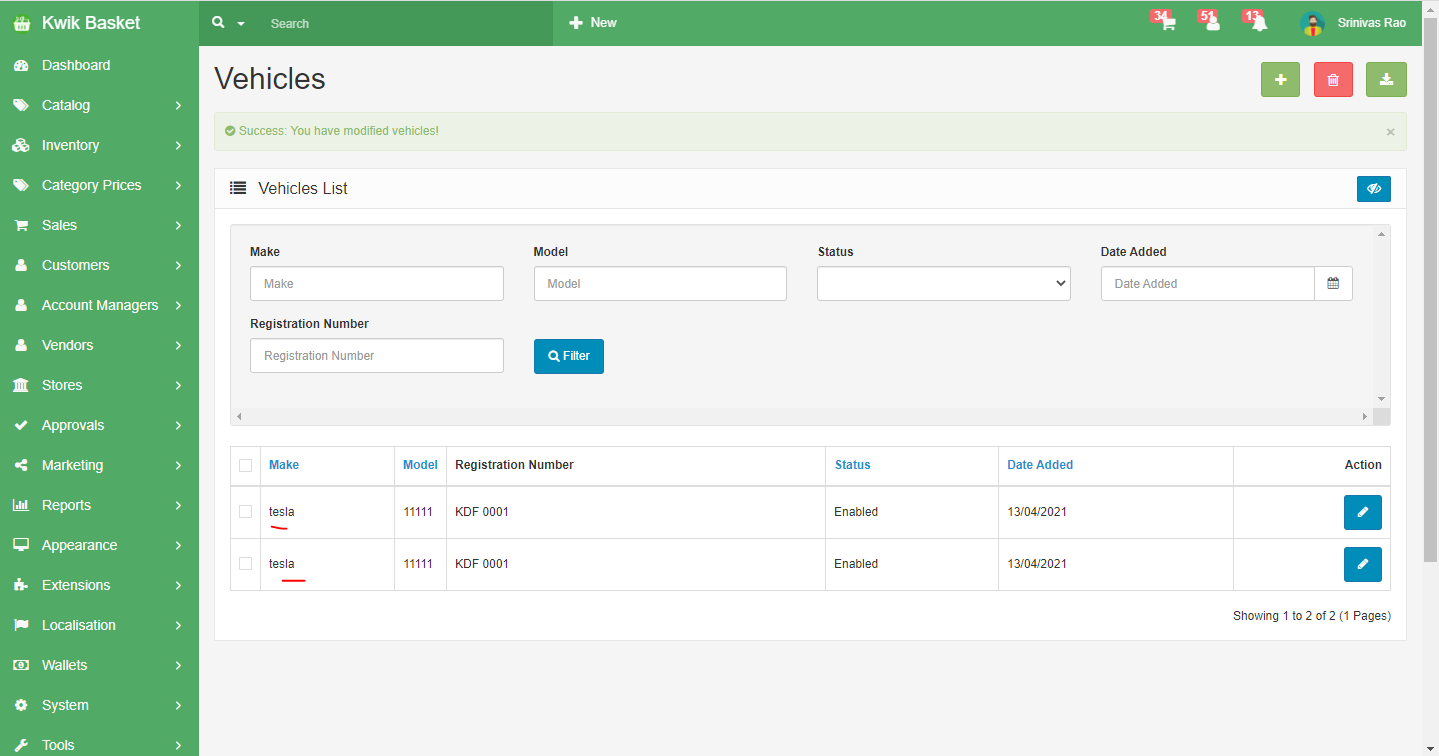 Kwik Basket
Search
New
34
51
13
Srinivas Rao
Dashboard
Catalog
Inventory
Category Prices
Sales
Customers
Account Managers
Vendors
Stores
Approvals
Marketing
Reports
Appearance
Extensions
Localisation
Wallets
System
Tools
Vehicles
Success: You have modified vehicles!
×
Vehicles List
Make Model Status Date Added
Make Model Date Added
Registration Number
Registration Number Filter
Make Model Registration Number Status Date Added Action
tesla 11111 KDF 0001 Enabled 13/04/2021
tesla 11111 KDF 0001 Enabled 13/04/2021
Showing 1 to 2 of 2 (1 Pages)